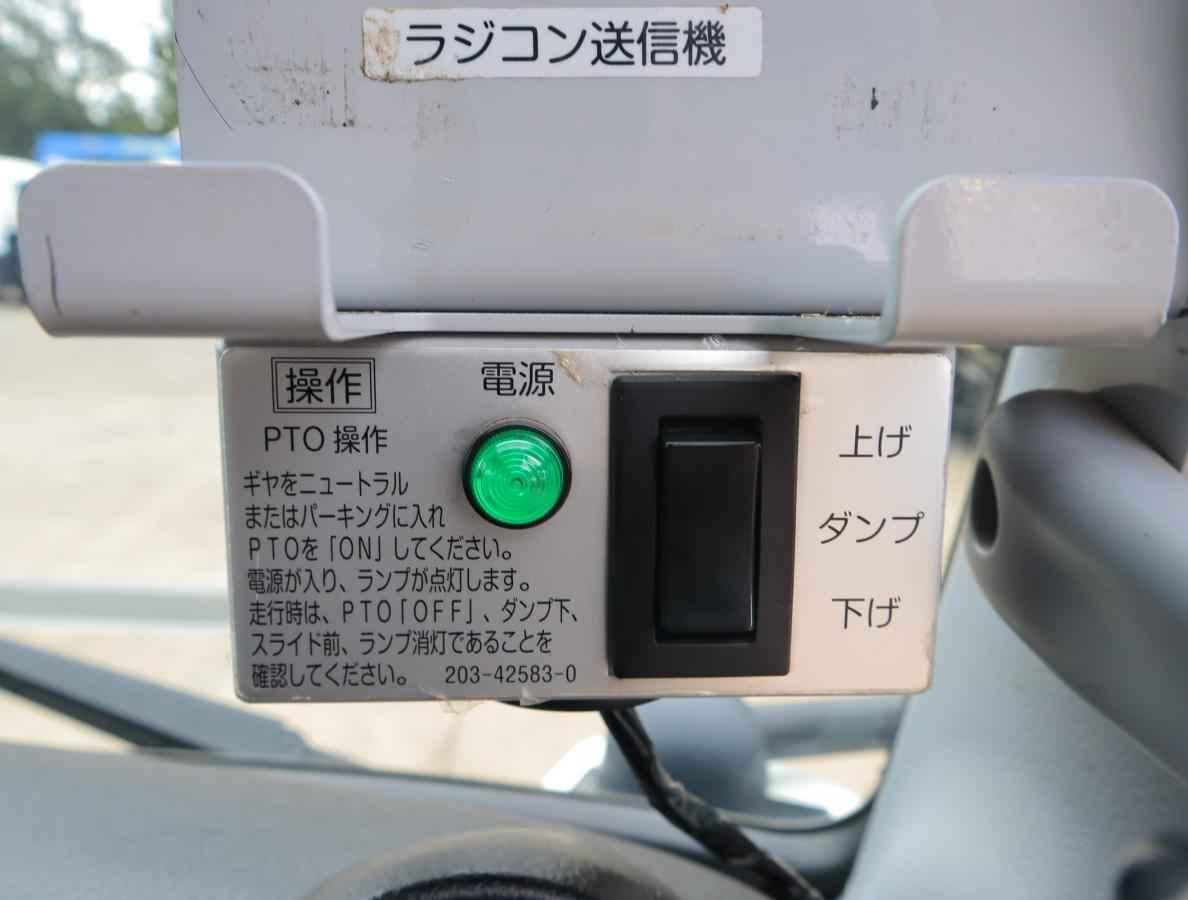 ラジコン送信機
操作
電源
PTO 操作
ギヤをニュートラル
またはパーキングに入れ
PTOを「ON」してください。
電源が入り、ランプが点灯します。
走行時は、PTO「OFF」、ダンプ下、
スライド前、ランプ消灯であることを
確認してください。 203-42583-0
上げ
ダンプ
下げ